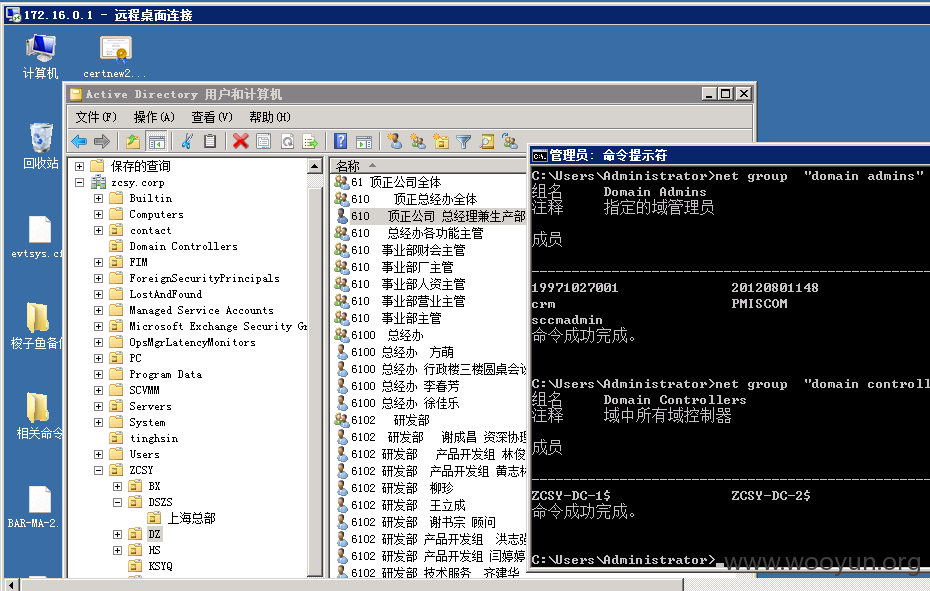 172.16.0.1 - 远程桌面连接
计算机
certnew2...
回收站
evtsys.cf
梭子鱼备份
相关命令
BAR-MA-2.
Active Directory 用户和计算机
文件(F) 操作(A) 查看(V) 帮助(H)
保存的查询
zcsy.corp
Builtin
Computers
contact
Domain Controllers
FIM
ForeignSecurityPrincipals
LostAndFound
Managed Service Accounts
Microsoft Exchange Security Gr
OpsMgrLatencyMonitors
PC
Program Data
SCVMM
Servers
System
tinghsin
Users
ZCSY
BX
DSZS
上海总部
DZ
HS
KSYQ
名称
61 顶正公司全体
610 顶正总经办全体
610 顶正公司 总经理兼生产部
610 总经办各功能主管
610 事业部财会主管
610 事业部厂主管
610 事业部人资主管
610 事业部营业主管
610 事业部主管
6100 总经办
6100 总经办 方萌
6100 总经办 行政楼三楼圆桌会议
6100 总经办 李春芳
6100 总经办 徐佳乐
6102 研发部
6102 研发部 谢成昌 资深协理
6102 研发部 产品开发组 林俊
6102 研发部 产品开发组 黄志林
6102 研发部 柳珍
6102 研发部 王立成
6102 研发部 谢书宗 顾问
6102 研发部 产品开发组 洪志强
6102 研发部 产品开发组 闫婷婷
6102 研发部 技术服务 齐建华
管理员: 命令提示符
C:\Users\Administrator>net group "domain admins"
组名 Domain Admins
注释 指定的域管理员
成员
-------------------------------------------------
19971027001 20120801148
crm PMISCOM
sccmadmin
命令成功完成。
C:\Users\Administrator>net group "domain controll
组名 Domain Controllers
注释 域中所有域控制器
成员
-------------------------------------------------
ZCSY-DC-1$ ZCSY-DC-2$
命令成功完成。
C:\Users\Administrator>_
www.wooyun.org